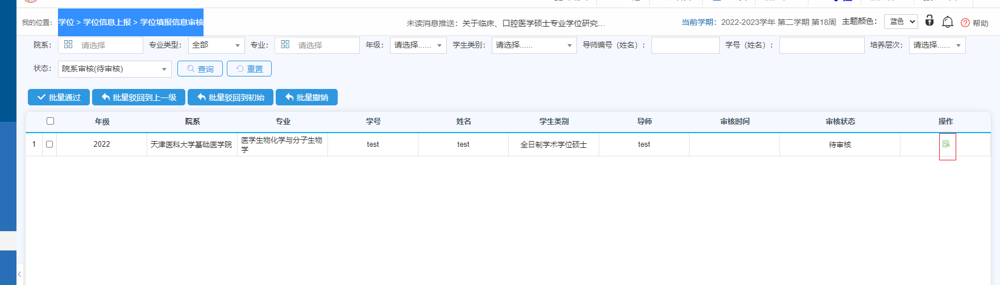 我的位置： 学位 > 学位信息上报 > 学位填报信息审核 未读消息推送：关于临床、口腔医学硕士专业学位研究… 当前学期：2022-2023学年 第二学期 第18周 主题颜色： 蓝色 帮助
院系： 请选择 专业类型： 全部 专业： 请选择 年级： 请选择...... 学生类别： 请选择...... 导师编号（姓名）： 学号（姓名）： 培养层次： 请选择......
状态： 院系审核(待审核) 查询 重置
批量通过 批量驳回到上一级 批量驳回到初始 批量撤销
年级 院系 专业 学号 姓名 学生类别 导师 审核时间 审核状态 操作
1 2022 天津医科大学基础医学院 医学生物化学与分子生物学 test test 全日制学术学位硕士 test 待审核